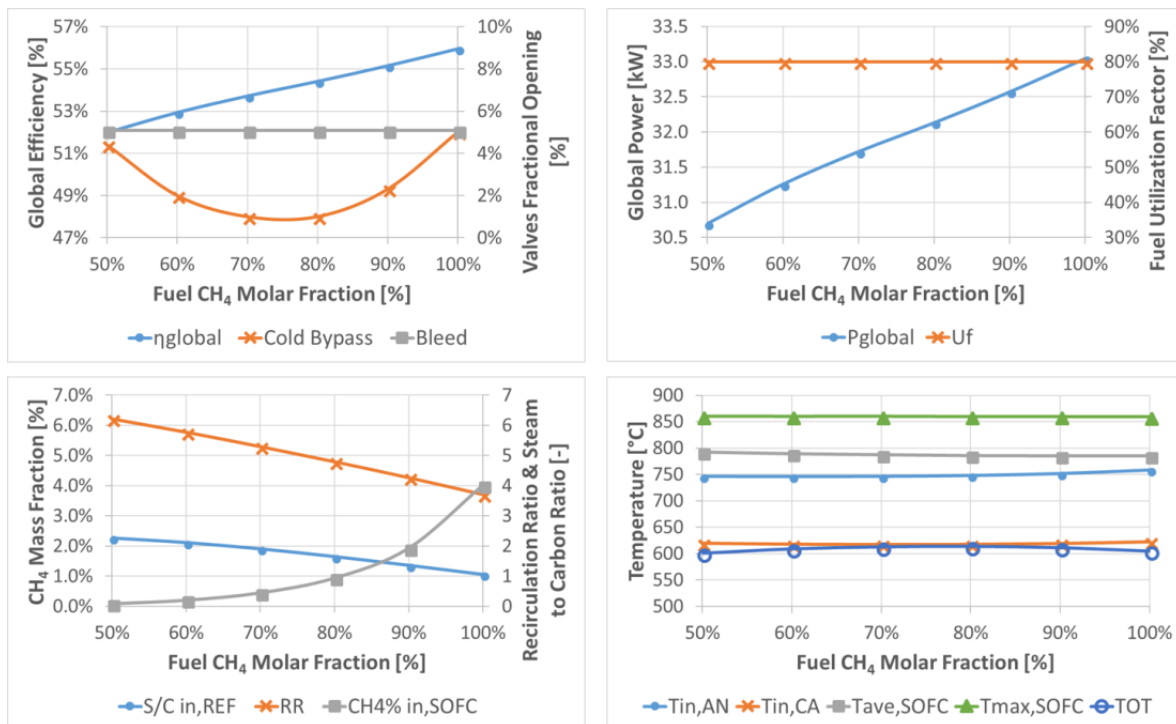 57%
55%
53%
51%
49%
47%
10%
8%
6%
4%
2%
0%
50% 60% 70% 80% 90% 100%
Global Efficiency [%]
Valves Fractional Opening
[%]
Fuel CH₄ Molar Fraction [%]
ηglobal Cold Bypass Bleed
33.5
33.0
32.5
32.0
31.5
31.0
30.5
90%
80%
70%
60%
50%
40%
30%
50% 60% 70% 80% 90% 100%
Global Power [kW]
Fuel Utilization Factor [%]
Fuel CH₄ Molar Fraction [%]
Pglobal Uf
7.0%
6.0%
5.0%
4.0%
3.0%
2.0%
1.0%
0.0%
7
6
5
4
3
2
1
0
50% 60% 70% 80% 90% 100%
CH₄ Mass Fraction [%]
Recirculation Ratio & Steam
to Carbon Ratio [-]
Fuel CH₄ Molar Fraction [%]
S/C in,REF RR CH4% in,SOFC
900
850
800
750
700
650
600
550
500
50% 60% 70% 80% 90% 100%
Temperature [°C]
Fuel CH₄ Molar Fraction [%]
Tin,AN Tin,CA Tave,SOFC Tmax,SOFC TOT